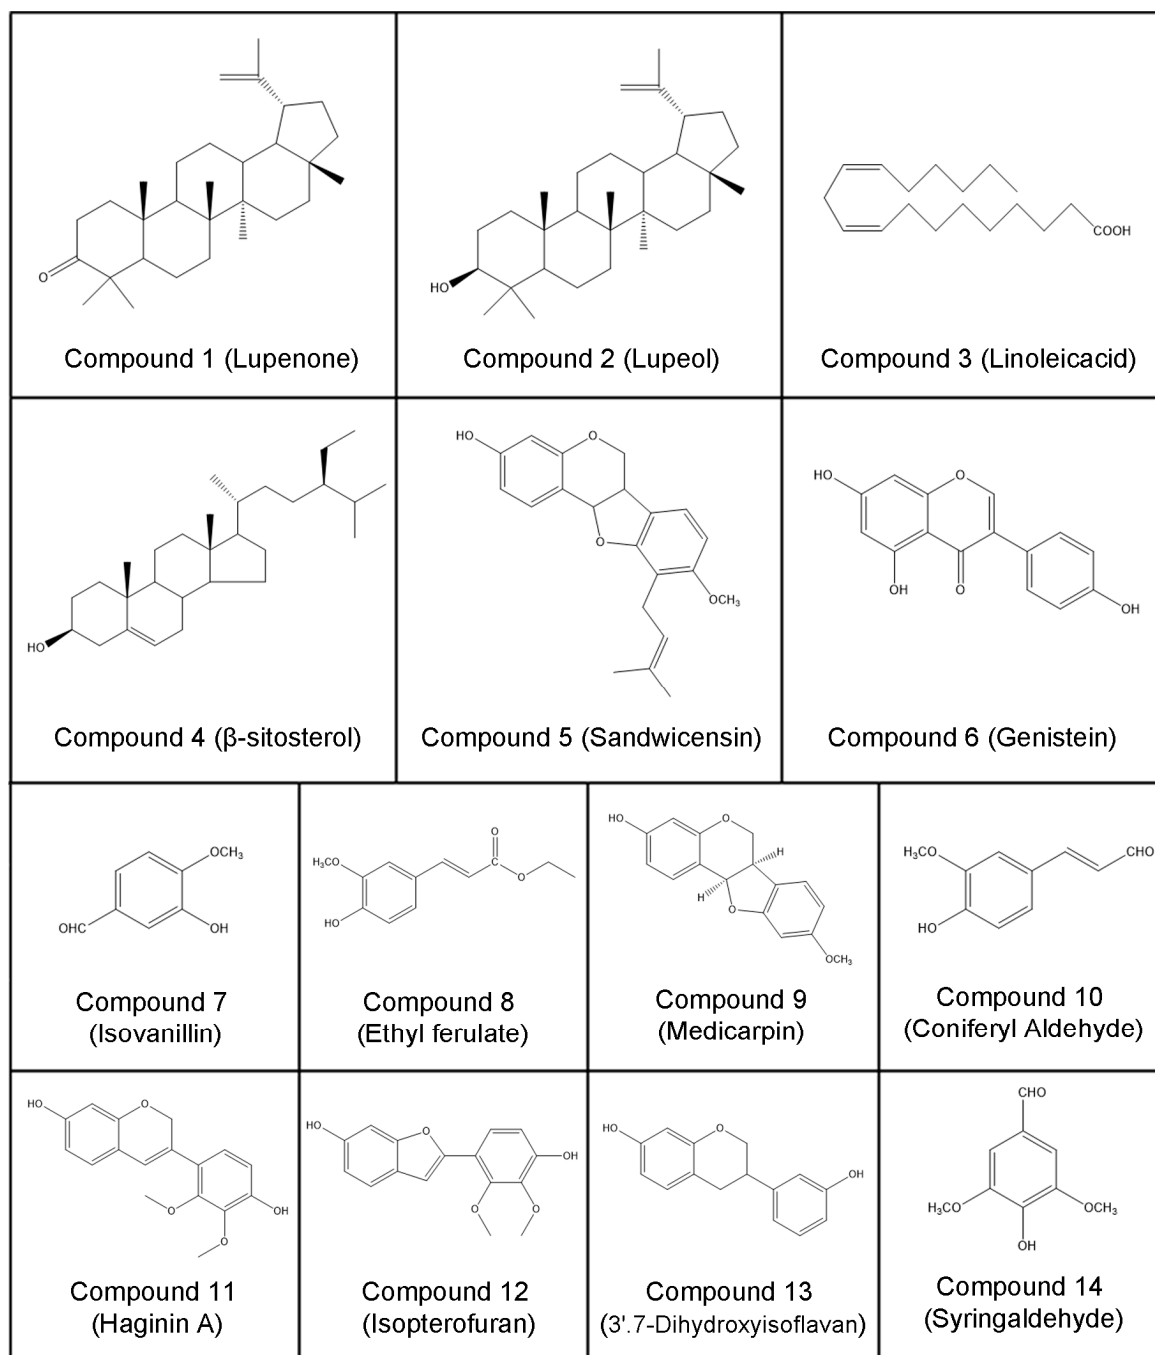 O
Compound 1 (Lupenone)
HO
Compound 2 (Lupeol)
COOH
Compound 3 (Linoleicacid)
HO
Compound 4 (β-sitosterol)
HO
O
O
OCH3
Compound 5 (Sandwicensin)
HO
O
OH
O
OH
Compound 6 (Genistein)
OCH3
OHC
OH
Compound 7
(Isovanillin)
O
H3CO
O
HO
Compound 8
(Ethyl ferulate)
HO
O
H
H
O
OCH3
Compound 9
(Medicarpin)
H3CO
CHO
HO
Compound 10
(Coniferyl Aldehyde)
HO
O
O
OH
O
Compound 11
(Haginin A)
HO
O
OH
O
O
Compound 12
(Isopterofuran)
HO
O
OH
Compound 13
(3'.7-Dihydroxyisoflavan)
CHO
H3CO
OCH3
OH
Compound 14
(Syringaldehyde)